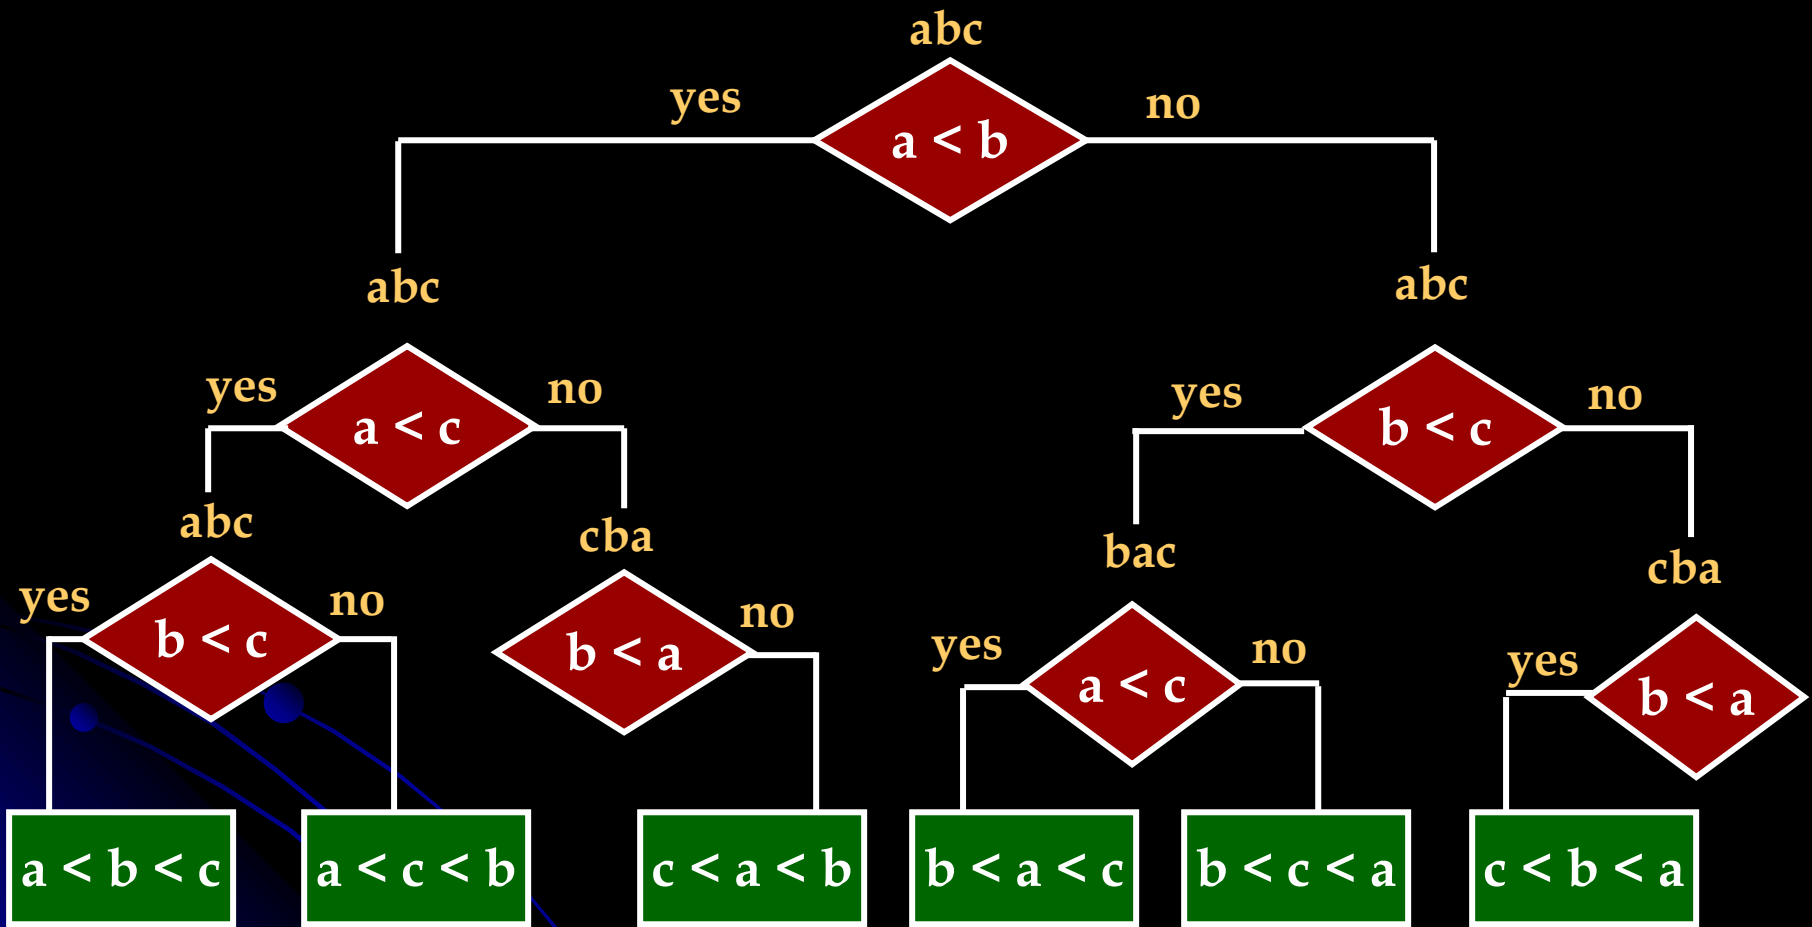 abc
yes
no
a < b
abc
abc
yes
no
yes
no
a < c
b < c
abc
cba
bac
cba
yes
no
no
yes
no
yes
b < c
b < a
a < c
b < a
a < b < c
a < c < b
c < a < b
b < a < c
b < c < a
c < b < a